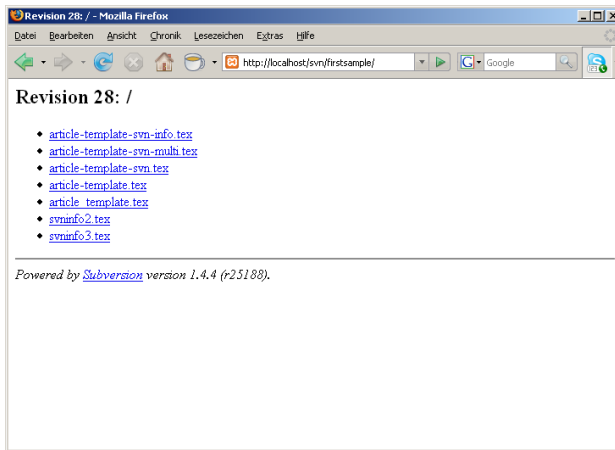 Revision 28: / - Mozilla Firefox
Datei Bearbeiten Ansicht Chronik Lesezeichen Extras Hilfe
http://localhost/svn/firstsample/ G Google
Revision 28: /
article-template-svn-info.tex
article-template-svn-multi.tex
article-template-svn.tex
article-template.tex
article_template.tex
svninfo2.tex
svninfo3.tex
Powered by Subversion version 1.4.4 (r25188).